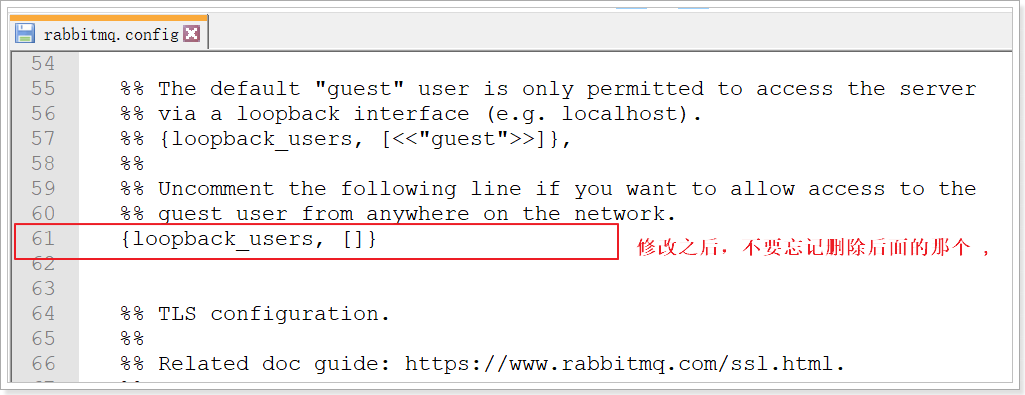 rabbitmq.config
54
55 %% The default "guest" user is only permitted to access the server
56 %% via a loopback interface (e.g. localhost).
57 %% {loopback_users, [<<"guest">>]},
58 %%
59 %% Uncomment the following line if you want to allow access to the
60 %% guest user from anywhere on the network.
61 {loopback_users, []} 修改之后，不要忘记删除后面的那个 ,
62
63
64 %% TLS configuration.
65 %%
66 %% Related doc guide: https://www.rabbitmq.com/ssl.html.